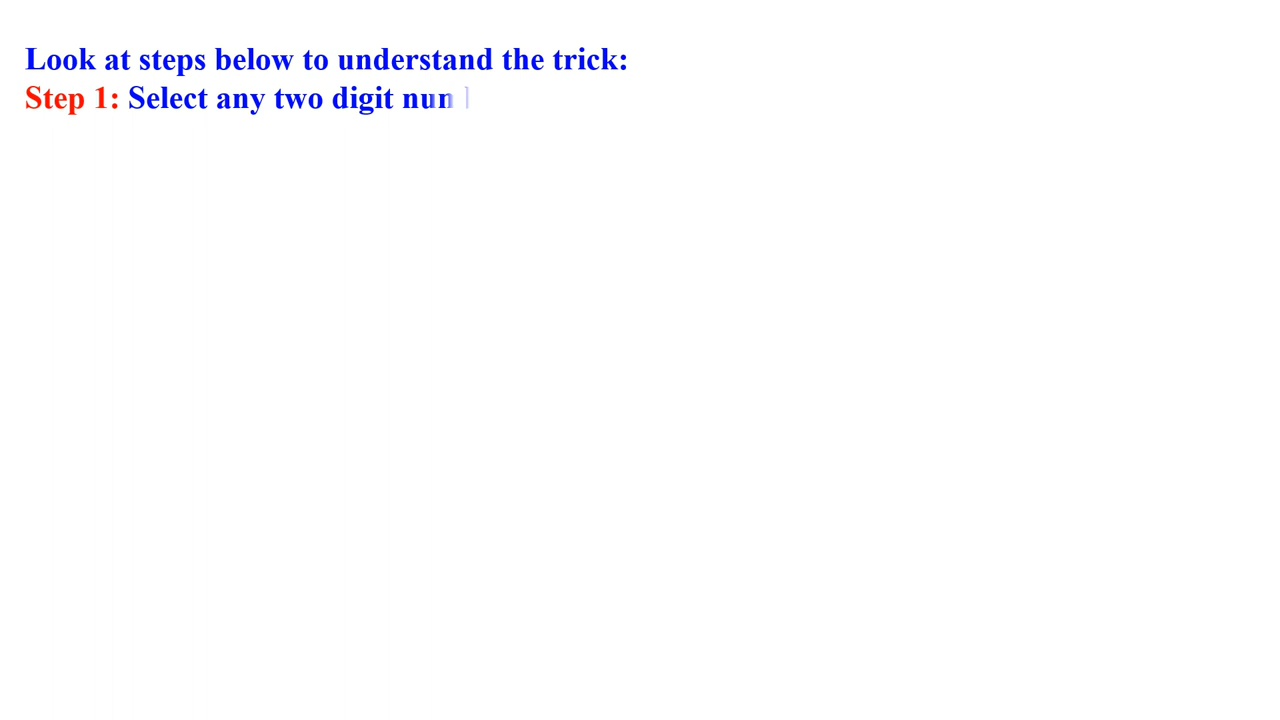 Look at steps below to understand the trick:
Step 1: Select any two digit